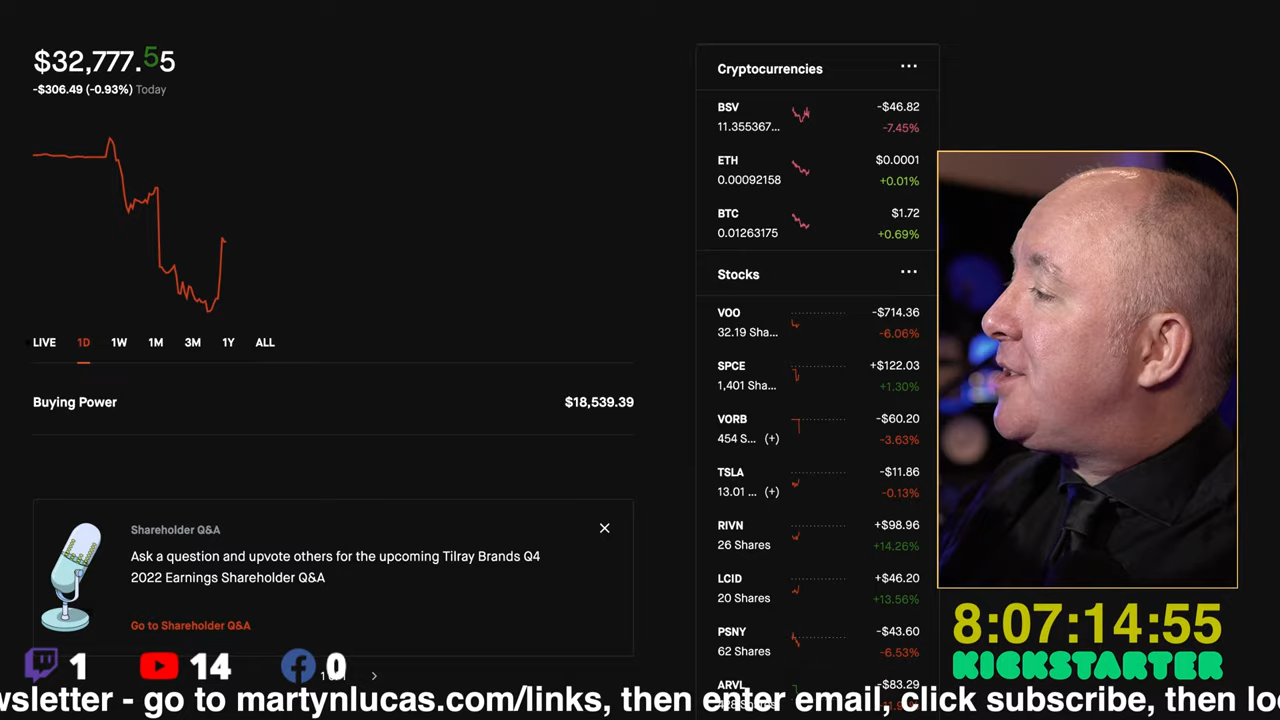 $32,777.55
-$306.49 (-0.93%) Today
LIVE 1D 1W 1M 3M 1Y ALL
Buying Power $18,539.39
Shareholder Q&A
Ask a question and upvote others for the upcoming Tilray Brands Q4
2022 Earnings Shareholder Q&A
Go to Shareholder Q&A
Cryptocurrencies
BSV -$46.82
11.355367... -7.45%
ETH $0.0001
0.00092158 +0.01%
BTC $1.72
0.01263175 +0.69%
Stocks
VOO -$714.36
32.19 Sha... -6.06%
SPCE +$122.03
1,401 Sha... +1.30%
VORB -$60.20
454 S... (+) -3.63%
TSLA -$11.86
13.01 ... (+) -0.13%
RIVN +$98.96
26 Shares +14.26%
LCID +$46.20
20 Shares +13.56%
PSNY -$43.60
62 Shares -6.53%
ARVL -$83.29
8:07:14:55
KICKSTARTER
1 14 0
wsletter - go to martynlucas.com/links, then enter email, click subscribe, then lo